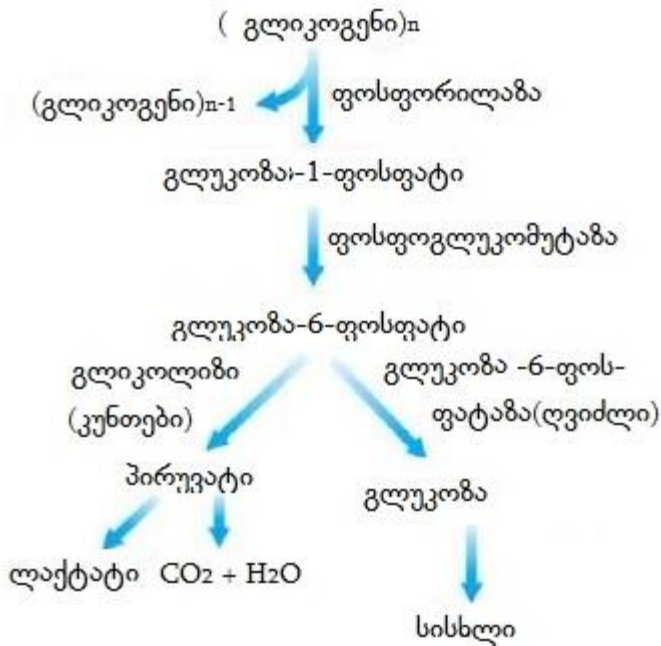 ( გლიკოგენი)n
(გლიკოგენი)n-1
ფოსფორილაზა
გლუკოზა-1-ფოსფატი
ფოსფოგლუკომუტაზა
გლუკოზა-6-ფოსფატი
გლიკოლიზი
(კუნთები)
გლუკოზა -6-ფოს-
ფატაზა(ღვიძლი)
პირუვატი
გლუკოზა
ლაქტატი
CO2 + H2O
სისხლი